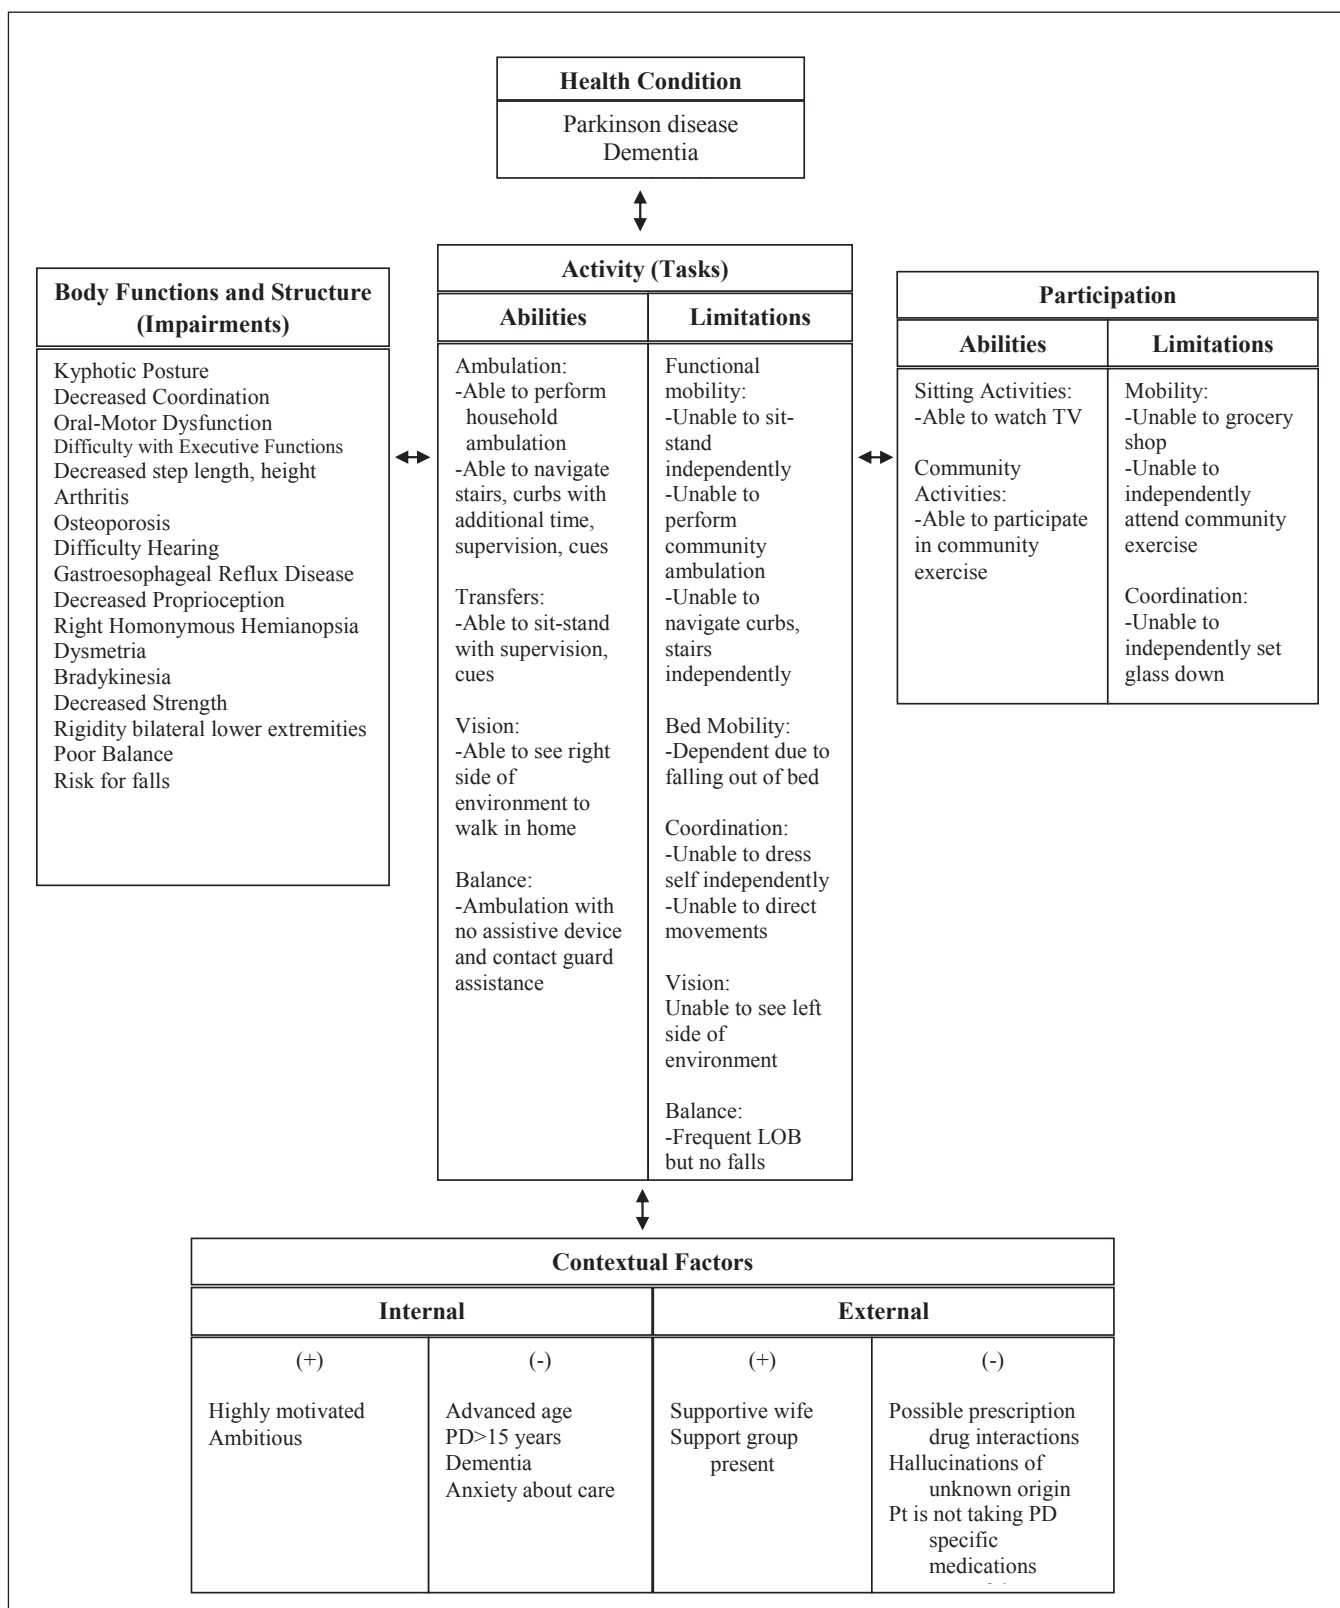 Health Condition
Parkinson disease
Dementia
Body Functions and Structure
(Impairments)
Kyphotic Posture
Decreased Coordination
Oral-Motor Dysfunction
Difficulty with Executive Functions
Decreased step length, height
Arthritis
Osteoporosis
Difficulty Hearing
Gastroesophageal Reflux Disease
Decreased Proprioception
Right Homonymous Hemianopsia
Dysmetria
Bradykinesia
Decreased Strength
Rigidity bilateral lower extremities
Poor Balance
Risk for falls
Activity (Tasks)
Abilities
Ambulation:
-Able to perform
household
ambulation
-Able to navigate
stairs, curbs with
additional time,
supervision, cues
Transfers:
-Able to sit-stand
with supervision,
cues
Vision:
-Able to see right
side of
environment to
walk in home
Balance:
-Ambulation with
no assistive device
and contact guard
assistance
Limitations
Functional
mobility:
-Unable to sit-
stand
independently
-Unable to
perform
community
ambulation
-Unable to
navigate curbs,
stairs
independently
Bed Mobility:
-Dependent due to
falling out of bed
Coordination:
-Unable to dress
self independently
-Unable to direct
movements
Vision:
Unable to see left
side of
environment
Balance:
-Frequent LOB
but no falls
Participation
Abilities
Sitting Activities:
-Able to watch TV
Community
Activities:
-Able to participate
in community
exercise
Limitations
Mobility:
-Unable to grocery
shop
-Unable to
independently
attend community
exercise
Coordination:
-Unable to
independently set
glass down
Contextual Factors
Internal
(+)
Highly motivated
Ambitious
(-)
Advanced age
PD>15 years
Dementia
Anxiety about care
External
(+)
Supportive wife
Support group
present
(-)
Possible prescription
drug interactions
Hallucinations of
unknown origin
Pt is not taking PD
specific
medications